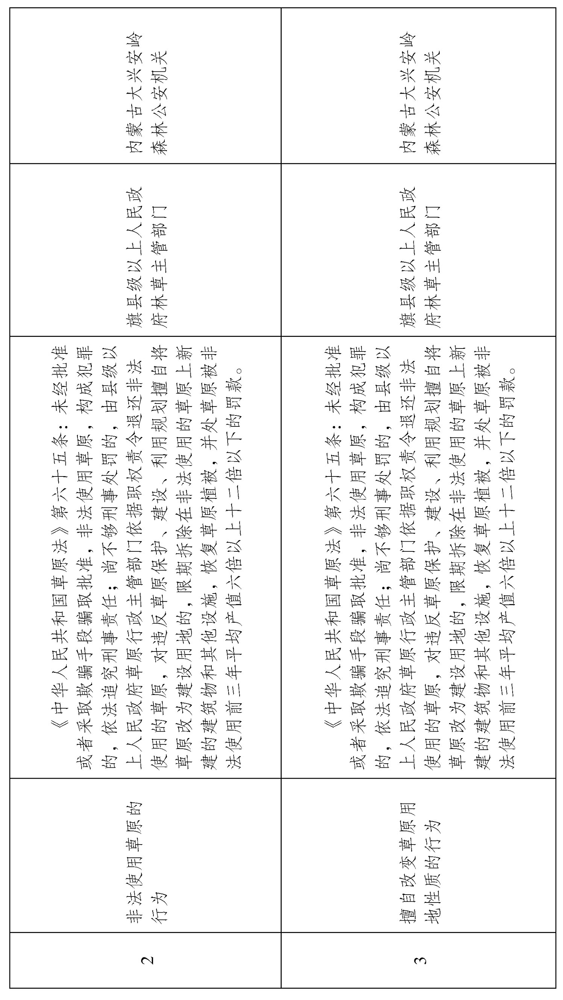 2
非法使用草原的
行为
《中华人民共和国草原法》第六十五条：未经批准
或者采取欺骗手段骗取批准，非法使用草原，构成犯罪
的，依法追究刑事责任；尚不够刑事处罚的，由县级以
上人民政府草原行政主管部门依据职权责令退还非法
使用的草原，对违反草原保护、建设、利用规划擅自将
草原改为建设用地的，限期拆除在非法使用的草原上新
建的建筑物和其他设施，恢复草原植被，并处草原被非
法使用前三年平均产值六倍以上十二倍以下的罚款。
旗县级以上人民政
府林草主管部门
内蒙古大兴安岭
森林公安机关
3
擅自改变草原用
地性质的行为
《中华人民共和国草原法》第六十五条：未经批准
或者采取欺骗手段骗取批准，非法使用草原，构成犯罪
的，依法追究刑事责任；尚不够刑事处罚的，由县级以
上人民政府草原行政主管部门依据职权责令退还非法
使用的草原，对违反草原保护、建设、利用规划擅自将
草原改为建设用地的，限期拆除在非法使用的草原上新
建的建筑物和其他设施，恢复草原植被，并处草原被非
法使用前三年平均产值六倍以上十二倍以下的罚款。
旗县级以上人民政
府林草主管部门
内蒙古大兴安岭
森林公安机关